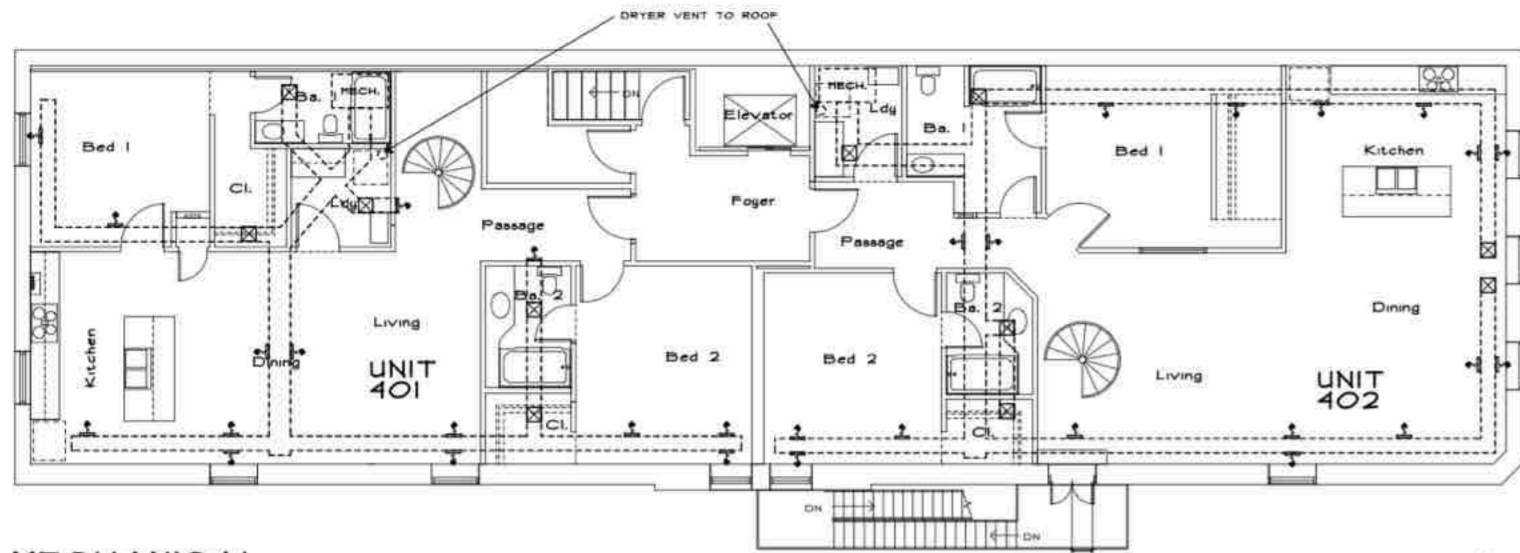 DRYER VENT TO ROOF
Ba. 1
MECH.
Bed 1
Cl.
Ldy
DN
Elevator
MECH.
Ldy
Ba. 1
Bed 1
Kitchen
Passage
Foyer
Passage
Kitchen
Dining
Living
UNIT
401
Ba. 2
Cl.
Bed 2
Bed 2
Ba. 2
Cl.
Living
Dining
UNIT
402
DN
DN